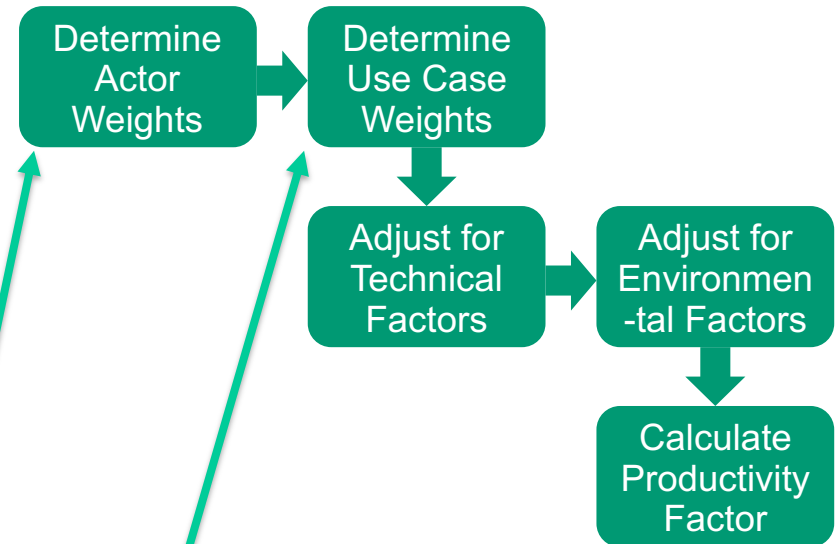 Determine
Actor
Weights
Determine
Use Case
Weights
Adjust for
Technical
Factors
Adjust for
Environmen
-tal Factors
Calculate
Productivity
Factor